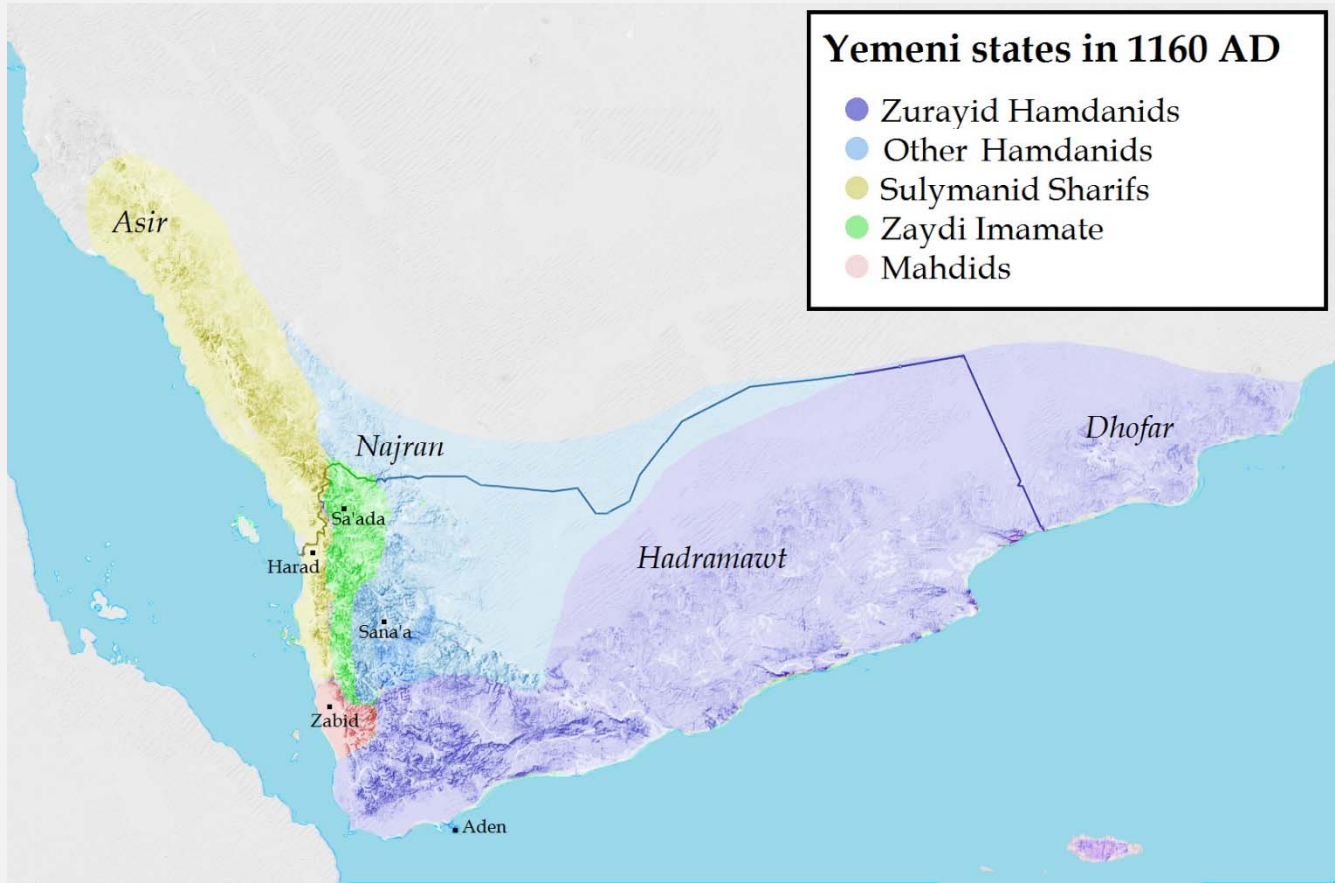 Yemeni states in 1160 AD
Zurayid Hamdanids
Other Hamdanids
Sulymanid Sharifs
Zaydi Imamate
Mahdids
Asir
Najran
Dhofar
Sa'ada
Harad
Hadramawt
Sana'a
Zabid
Aden